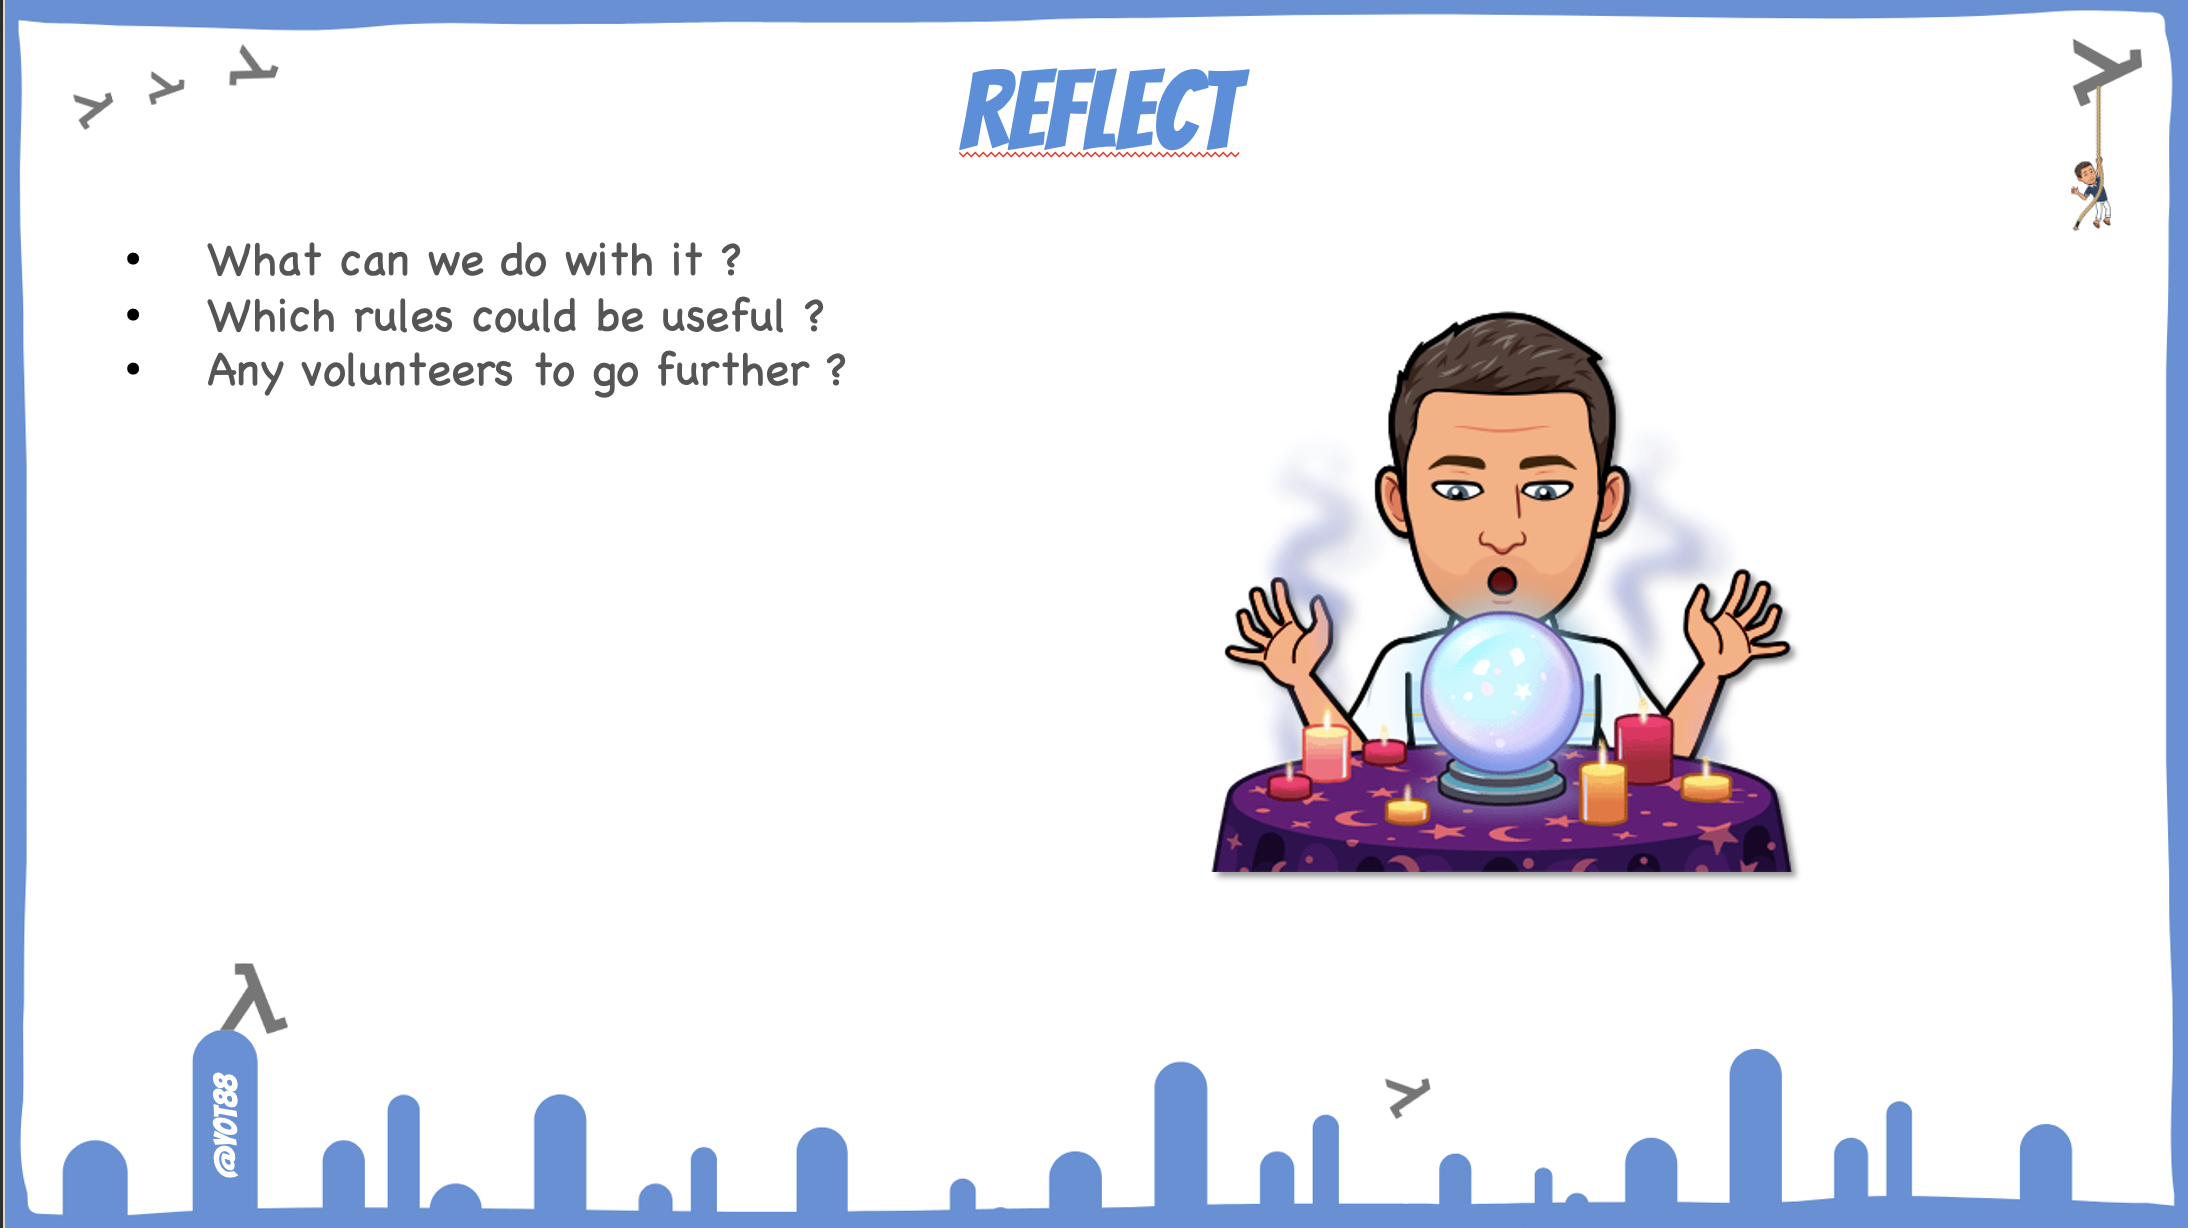 REFLECT
• What can we do with it ?
• Which rules could be useful ?
• Any volunteers to go further ?
λ
λ
λ
λ
λ
@YOT88
λ